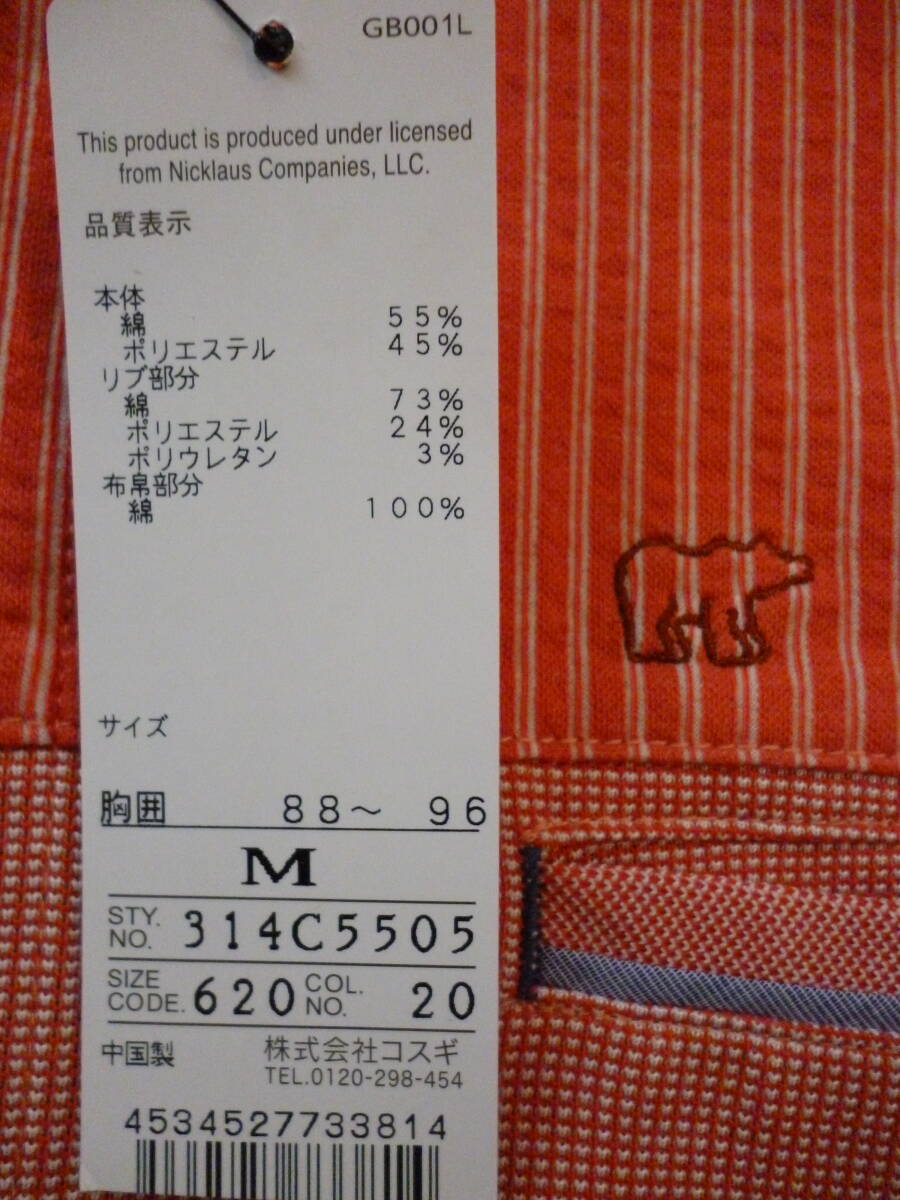 GB001L
This product is produced under licensed
from Nicklaus Companies, LLC.
品質表示
本体
綿 55%
ポリエステル 45%
リブ部分
綿 73%
ポリエステル 24%
ポリウレタン 3%
布帛部分
綿 100%
サイズ
胸囲 88～ 96
M
STY. NO. 314C5505
SIZE CODE. 620 COL. NO. 20
中国製 株式会社コスギ
TEL.0120-298-454
4534527733814